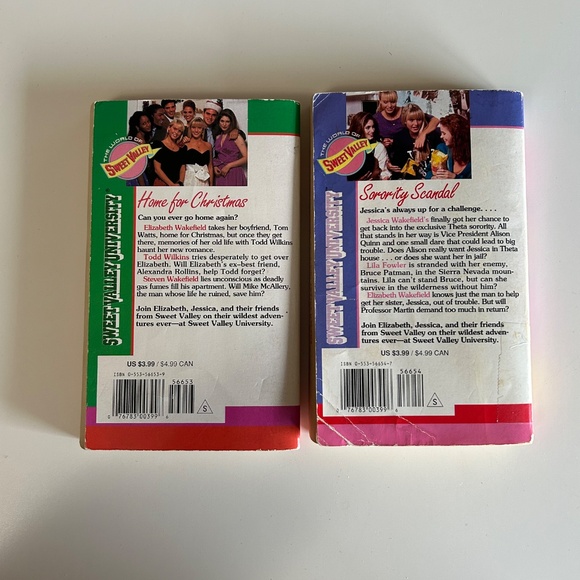 THE WORLD OF
SWEET VALLEY
SWEET VALLEY UNIVERSITY
Home for Christmas
Can you ever go home again?
Elizabeth Wakefield takes her boyfriend, Tom
Watts, home for Christmas, but once they get
there, memories of her old life with Todd Wilkins
haunt her new romance.
Todd Wilkins tries desperately to get over
Elizabeth. Will Elizabeth's ex-best friend,
Alexandra Rollins, help Todd forget?
Steven Wakefield lies unconscious as deadly
gas fumes fill his apartment. Will Mike McAllery,
the man whose life he ruined, save him?
Join Elizabeth, Jessica, and their friends
from Sweet Valley on their wildest adven-
tures ever—at Sweet Valley University.
US $3.99 / $4.99 CAN
ISBN 0-553-56653-9
56653
0 76783 00399 6
S
THE WORLD OF
SWEET VALLEY
SWEET VALLEY UNIVERSITY
Sorority Scandal
Jessica's always up for a challenge. . . .
Jessica Wakefield's finally got her chance to
get back into the exclusive Theta sorority. All
that stands in her way is Vice President Alison
Quinn and one small dare that could lead to big
trouble. Does Alison really want Jessica in Theta
house . . . or does she want her in jail?
Lila Fowler is stranded with her enemy,
Bruce Patman, in the Sierra Nevada moun-
tains. Lila can't stand Bruce, but can she
survive in the wilderness without him?
Elizabeth Wakefield knows just the man to help
get her sister, Jessica, out of trouble. But will
Professor Martin demand too much in return?
Join Elizabeth, Jessica, and their friends
from Sweet Valley on their wildest adven-
tures ever—at Sweet Valley University.
US $3.99 / $4.99 CAN
ISBN 0-553-56654-7
56654
0 76783 00399 6
S